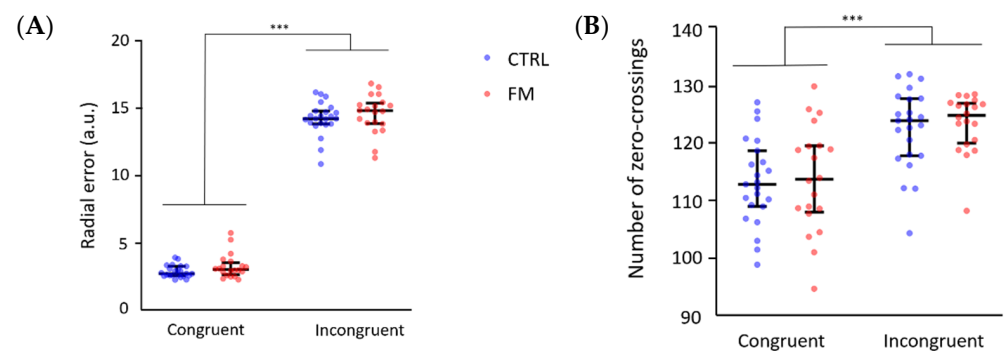 (A)
***
20
15
10
5
0
Radial error (a.u.)
Congruent
Incongruent
CTRL
FM
(B)
***
140
130
120
110
100
90
Number of zero-crossings
Congruent
Incongruent